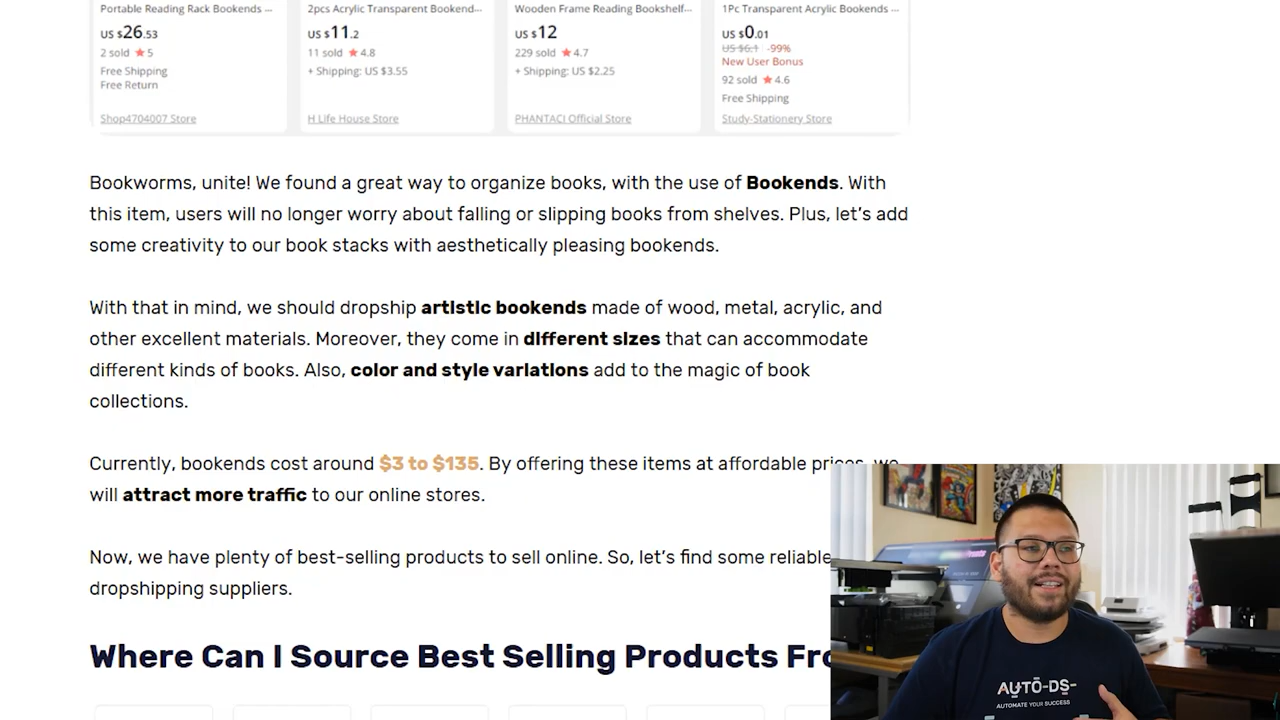 Portable Reading Rack Bookends ···
2pcs Acrylic Transparent Bookend···
Wooden Frame Reading Bookshelf···
1Pc Transparent Acrylic Bookends ···
US $26.53
US $11.2
US $12
US $0.01
2 sold ★ 5
11 sold ★ 4.8
229 sold ★ 4.7
US $6.1 -99%
Free Shipping
+ Shipping: US $3.55
+ Shipping: US $2.25
New User Bonus
Free Return
92 sold ★ 4.6
Free Shipping
Shop4704007 Store
H Life House Store
PHANTACI Official Store
Study-Stationery Store
Bookworms, unite! We found a great way to organize books, with the use of Bookends. With
this item, users will no longer worry about falling or slipping books from shelves. Plus, let's add
some creativity to our book stacks with aesthetically pleasing bookends.
With that in mind, we should dropship artistic bookends made of wood, metal, acrylic, and
other excellent materials. Moreover, they come in different sizes that can accommodate
different kinds of books. Also, color and style variations add to the magic of book
collections.
Currently, bookends cost around $3 to $135. By offering these items at affordable prices, we
will attract more traffic to our online stores.
Now, we have plenty of best-selling products to sell online. So, let's find some reliable
dropshipping suppliers.
Where Can I Source Best Selling Products Fro
AUTO-DS-
AUTOMATE YOUR SUCCESS